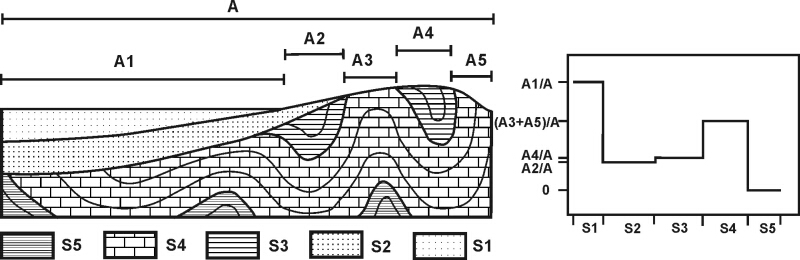 A
A1
A2
A3
A4
A5
S5
S4
S3
S2
S1
A1/A
(A3+A5)/A
A4/A
A2/A
0
S1 S2 S3 S4 S5